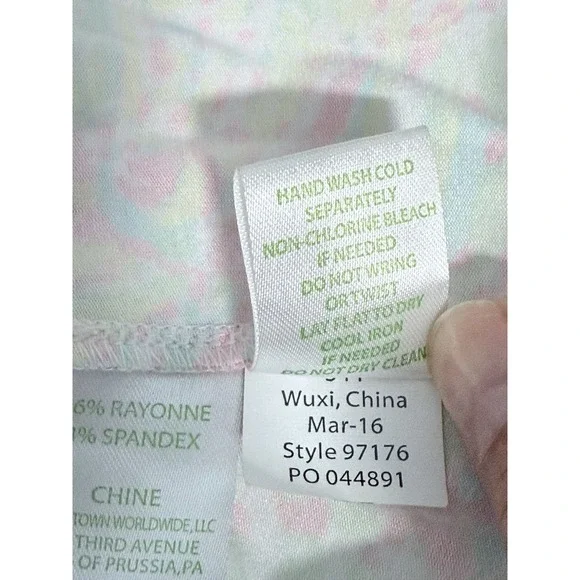 HAND WASH COLD
SEPARATELY
NON-CHLORINE BLEACH
IF NEEDED
DO NOT WRING
OR TWIST
LAY FLAT TO DRY
COOL IRON
IF NEEDED
DO NOT DRY CLEAN
Wuxi, China
Mar-16
Style 97176
PO 044891
6% RAYONNE
% SPANDEX
CHINE
TOWN WORLDWIDE, LLC
THIRD AVENUE
OF PRUSSIA, PA